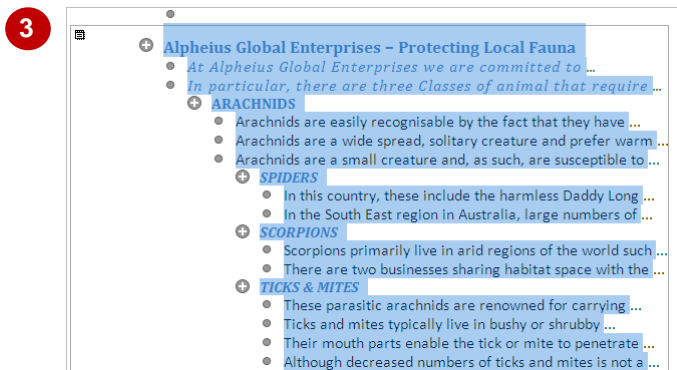 3
Alpheius Global Enterprises – Protecting Local Fauna
At Alpheius Global Enterprises we are committed to ...
In particular, there are three Classes of animal that require ...
ARACHNIDS
Arachnids are easily recognisable by the fact that they have ...
Arachnids are a wide spread, solitary creature and prefer warm ...
Arachnids are a small creature and, as such, are susceptible to ...
SPIDERS
In this country, these include the harmless Daddy Long ...
In the South East region in Australia, large numbers of ...
SCORPIONS
Scorpions primarily live in arid regions of the world such ...
There are two businesses sharing habitat space with the ...
TICKS & MITES
These parasitic arachnids are renowned for carrying ...
Ticks and mites typically live in bushy or shrubby ...
Their mouth parts enable the tick or mite to penetrate ...
Although decreased numbers of ticks and mites is not a ...